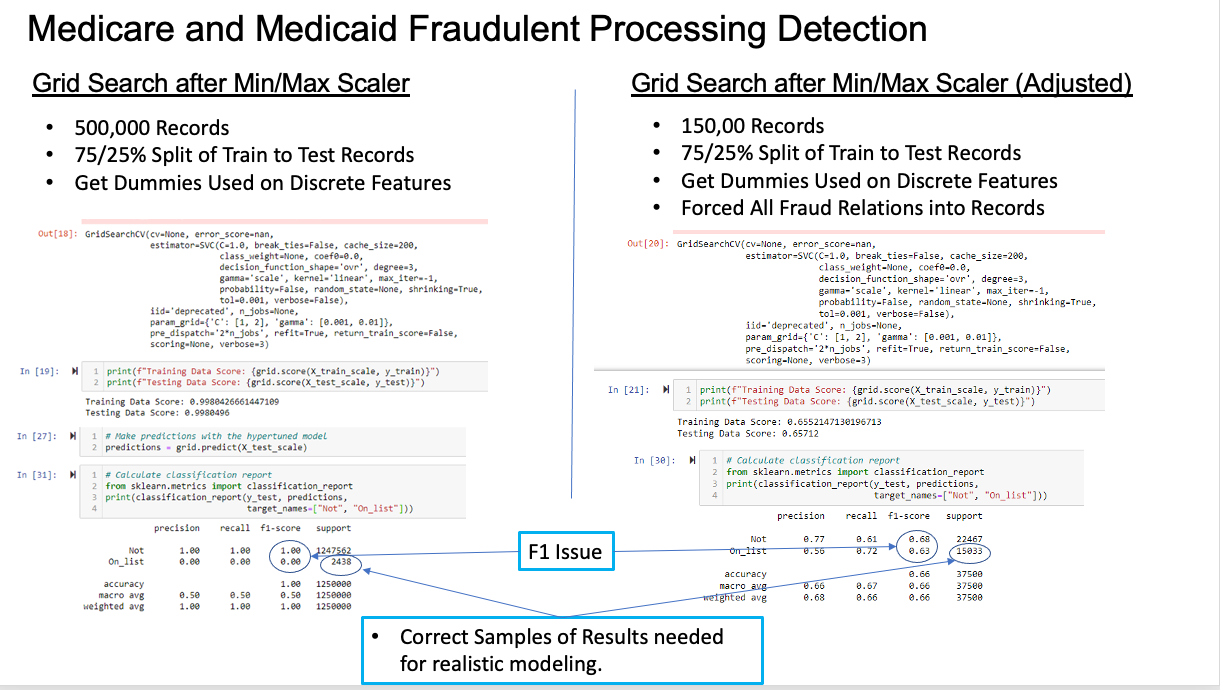 Medicare and Medicaid Fraudulent Processing Detection
Grid Search after Min/Max Scaler
• 500,000 Records
• 75/25% Split of Train to Test Records
• Get Dummies Used on Discrete Features
Out[18]: GridSearchCV(cv=None, error_score=nan,
estimator=SVC(C=1.0, break_ties=False, cache_size=200,
class_weight=None, coef0=0.0,
decision_function_shape='ovr', degree=3,
gamma='scale', kernel='linear', max_iter=-1,
probability=False, random_state=None, shrinking=True,
tol=0.001, verbose=False),
iid='deprecated', n_jobs=None,
param_grid={'C': [1, 2], 'gamma': [0.001, 0.01]},
pre_dispatch='2*n_jobs', refit=True, return_train_score=False,
scoring=None, verbose=3)
In [19]: 1 print(f"Training Data Score: {grid.score(X_train_scale, y_train)}")
2 print(f"Testing Data Score: {grid.score(X_test_scale, y_test)}")
Training Data Score: 0.9980426661447109
Testing Data Score: 0.9980496
In [27]: 1 # Make predictions with the hypertuned model
2 predictions = grid.predict(X_test_scale)
In [31]: 1 # Calculate classification report
2 from sklearn.metrics import classification_report
3 print(classification_report(y_test, predictions,
4 target_names=["Not", "On_list"]))
precision recall f1-score support
Not 1.00 1.00 1.00 1247562
On_list 0.00 0.00 0.00 2438
accuracy 1.00 1250000
macro avg 0.50 0.50 0.50 1250000
weighted avg 1.00 1.00 1.00 1250000
Grid Search after Min/Max Scaler (Adjusted)
• 150,00 Records
• 75/25% Split of Train to Test Records
• Get Dummies Used on Discrete Features
• Forced All Fraud Relations into Records
Out[20]: GridSearchCV(cv=None, error_score=nan,
estimator=SVC(C=1.0, break_ties=False, cache_size=200,
class_weight=None, coef0=0.0,
decision_function_shape='ovr', degree=3,
gamma='scale', kernel='linear', max_iter=-1,
probability=False, random_state=None, shrinking=True,
tol=0.001, verbose=False),
iid='deprecated', n_jobs=None,
param_grid={'C': [1, 2], 'gamma': [0.001, 0.01]},
pre_dispatch='2*n_jobs', refit=True, return_train_score=False,
scoring=None, verbose=3)
In [21]: 1 print(f"Training Data Score: {grid.score(X_train_scale, y_train)}")
2 print(f"Testing Data Score: {grid.score(X_test_scale, y_test)}")
Training Data Score: 0.6552147130196713
Testing Data Score: 0.65712
In [30]: 1 # Calculate classification report
2 from sklearn.metrics import classification_report
3 print(classification_report(y_test, predictions,
4 target_names=["Not", "On_list"]))
precision recall f1-score support
Not 0.77 0.61 0.68 22467
On_list 0.56 0.72 0.63 15033
accuracy 0.66 37500
macro avg 0.66 0.67 0.66 37500
weighted avg 0.68 0.66 0.66 37500
F1 Issue
• Correct Samples of Results needed
for realistic modeling.